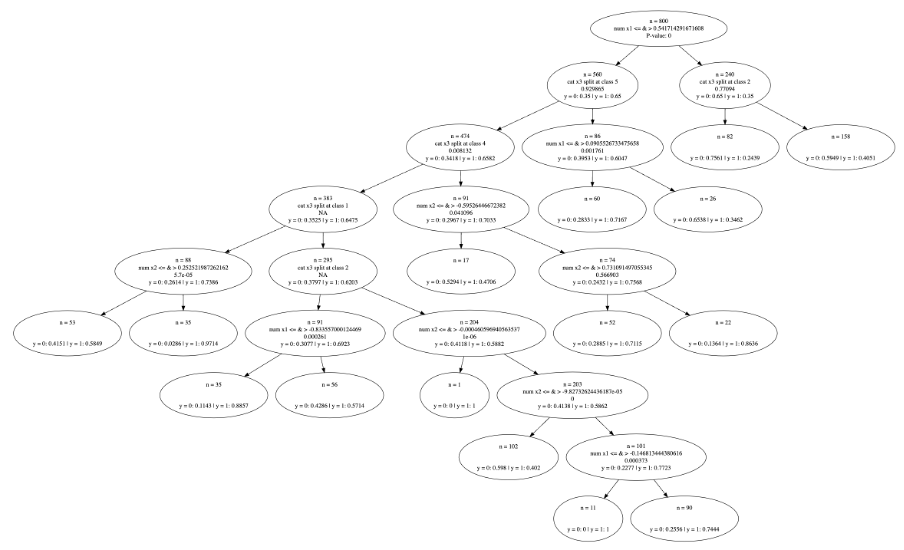 n = 800
num x1 <= & > 0.541714291671608
P-value: 0
n = 560
cat x3 split at class 5
0.929865
y = 0: 0.35 | y = 1: 0.65
n = 240
cat x3 split at class 2
0.77094
y = 0: 0.65 | y = 1: 0.35
n = 474
cat x3 split at class 4
0.008132
y = 0: 0.3418 | y = 1: 0.6582
n = 86
num x1 <= & > 0.0905526733475658
0.001761
y = 0: 0.3953 | y = 1: 0.6047
n = 82
y = 0: 0.7561 | y = 1: 0.2439
n = 158
y = 0: 0.5949 | y = 1: 0.4051
n = 383
cat x3 split at class 1
NA
y = 0: 0.3525 | y = 1: 0.6475
n = 91
num x2 <= & > -0.59526446672382
0.041096
y = 0: 0.2967 | y = 1: 0.7033
n = 60
y = 0: 0.2833 | y = 1: 0.7167
n = 26
y = 0: 0.6538 | y = 1: 0.3462
n = 88
num x2 <= & > 0.252521987262162
5.7e-05
y = 0: 0.2614 | y = 1: 0.7386
n = 295
cat x3 split at class 2
NA
y = 0: 0.3797 | y = 1: 0.6203
n = 17
y = 0: 0.5294 | y = 1: 0.4706
n = 74
num x2 <= & > 0.731091497055345
0.566903
y = 0: 0.2432 | y = 1: 0.7568
n = 53
y = 0: 0.4151 | y = 1: 0.5849
n = 35
y = 0: 0.0286 | y = 1: 0.9714
n = 91
num x1 <= & > -0.833557000124469
0.000261
y = 0: 0.3077 | y = 1: 0.6923
n = 204
num x2 <= & > -0.000460596940563537
1e-06
y = 0: 0.4118 | y = 1: 0.5882
n = 52
y = 0: 0.2885 | y = 1: 0.7115
n = 22
y = 0: 0.1364 | y = 1: 0.8636
n = 35
y = 0: 0.1143 | y = 1: 0.8857
n = 56
y = 0: 0.4286 | y = 1: 0.5714
n = 1
y = 0: 0 | y = 1: 1
n = 203
num x2 <= & > -9.82732624436187e-05
0
y = 0: 0.4138 | y = 1: 0.5862
n = 102
y = 0: 0.598 | y = 1: 0.402
n = 101
num x1 <= & > -0.146813444380616
0.000373
y = 0: 0.2277 | y = 1: 0.7723
n = 11
y = 0: 0 | y = 1: 1
n = 90
y = 0: 0.2556 | y = 1: 0.7444